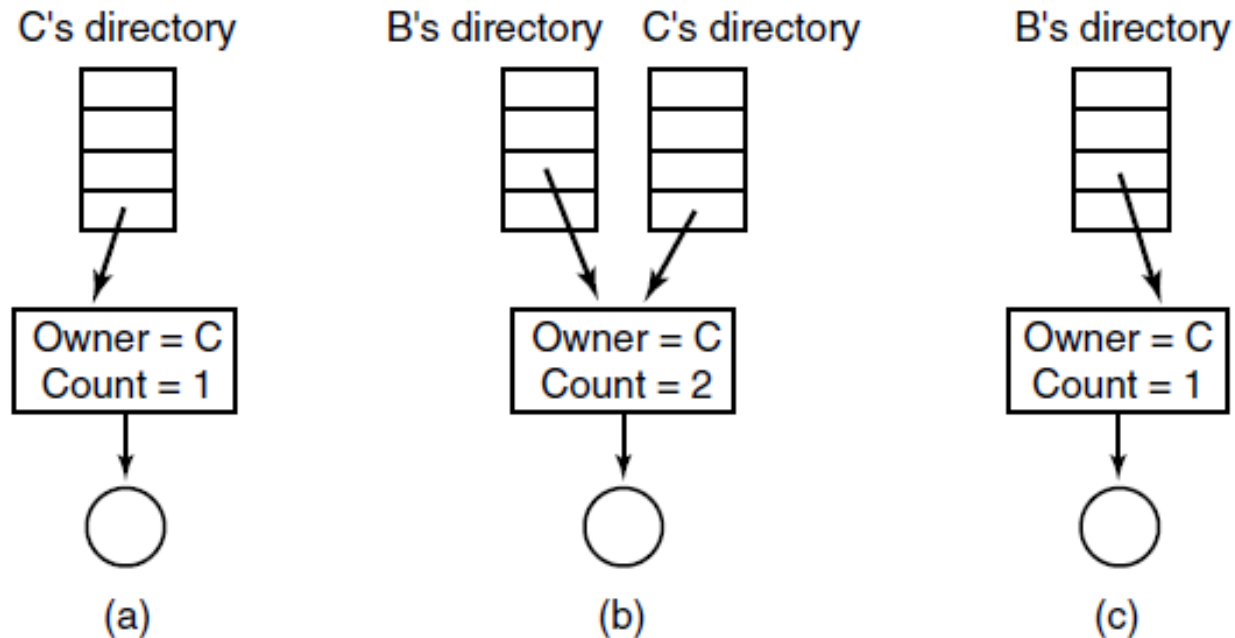 C's directory
B's directory
C's directory
B's directory
Owner = C
Count = 1
Owner = C
Count = 2
Owner = C
Count = 1
(a)
(b)
(c)